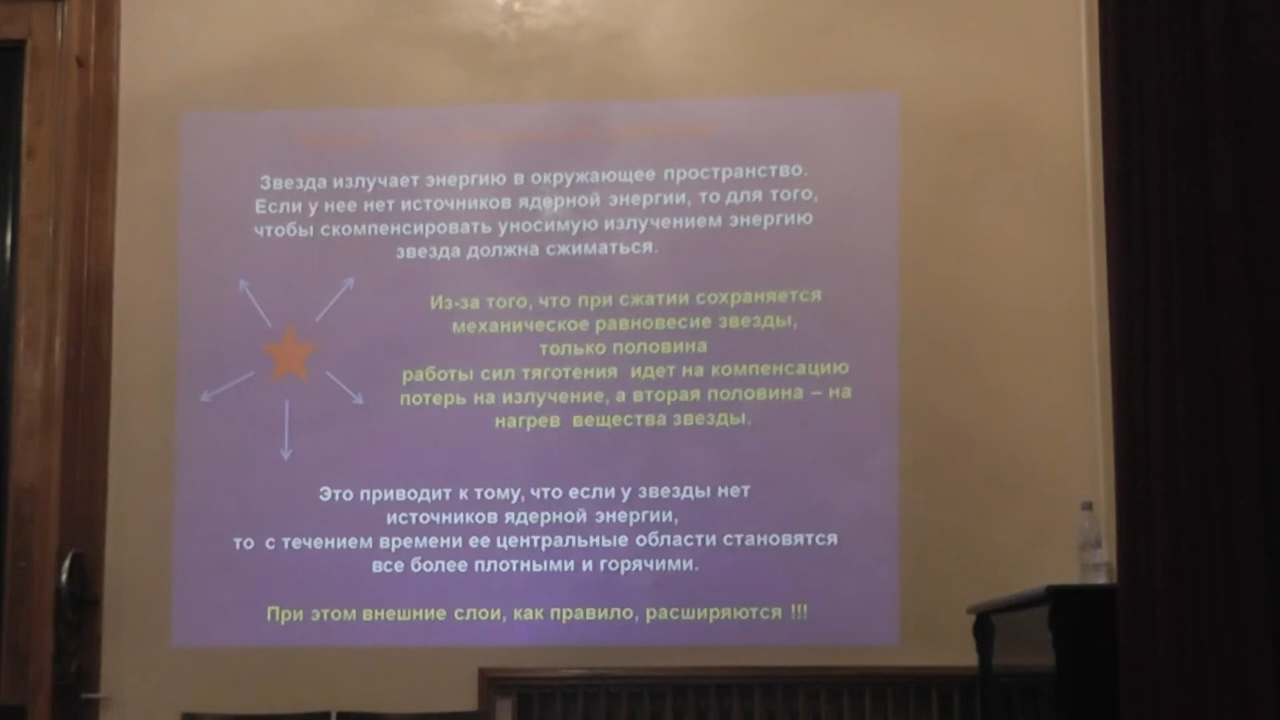 Звезда излучает энергию в окружающее пространство.
Если у нее нет источников ядерной энергии, то для того,
чтобы скомпенсировать уносимую излучением энергию
звезда должна сжиматься.
Из-за того, что при сжатии сохраняется
механическое равновесие звезды,
только половина
работы сил тяготения идет на компенсацию
потерь на излучение, а вторая половина – на
нагрев вещества звезды.
Это приводит к тому, что если у звезды нет
источников ядерной энергии,
то с течением времени ее центральные области становятся
все более плотными и горячими.
При этом внешние слои, как правило, расширяются !!!